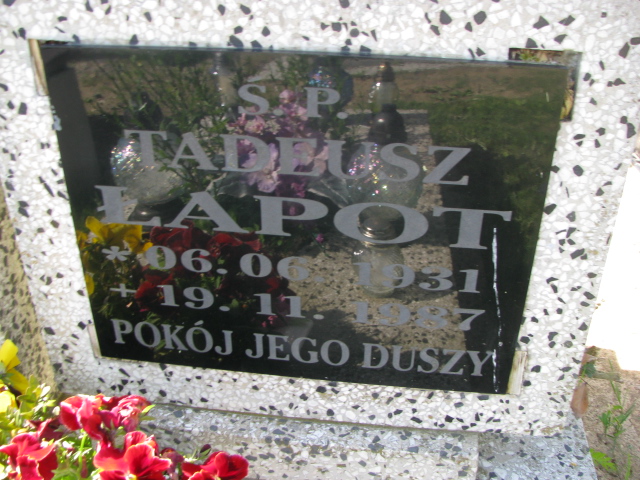 Ś. P.
TADEUSZ
ŁAPOT
* 06. 06. 1931
+ 19. 11. 1987
POKÓJ JEGO DUSZY